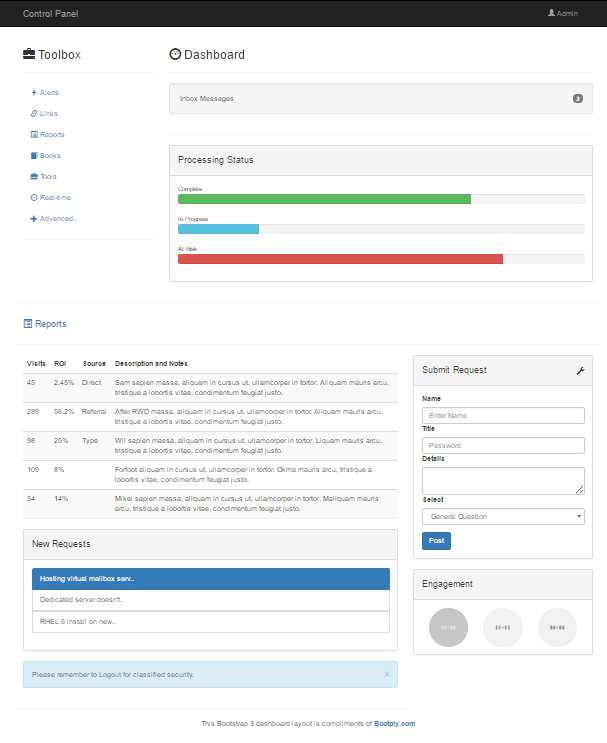 Control Panel
Admin
Toolbox
Dashboard
Alerts
Links
Reports
Books
Tools
Real-time
Advanced..
Inbox Messages 3
Processing Status
Complete
In Progress
At Risk
Reports
Visits ROI Source Description and Notes
45 2.45% Direct Sam sapien massa, aliquam in cursus ut, ullamcorper in tortor. Aliquam mauris arcu,
tristique a lobortis vitae, condimentum feugiat justo.
289 56.2% Referral After RWD massa, aliquam in cursus ut, ullamcorper in tortor. Aliquam mauris arcu,
tristique a lobortis vitae, condimentum feugiat justo.
98 25% Type Wil sapien massa, aliquam in cursus ut, ullamcorper in tortor. Liquam mauris arcu,
tristique a lobortis vitae, condimentum feugiat justo.
109 8% Forfoot aliquam in cursus ut, ullamcorper in tortor. Okma mauris arcu, tristique a
lobortis vitae, condimentum feugiat justo.
34 14% Mikei sapien massa, aliquam in cursus ut, ullamcorper in tortor. Maliquam mauris
arcu, tristique a lobortis vitae, condimentum feugiat justo.
New Requests
Hosting virtual mailbox serv..
Dedicated server doesn't..
RHEL 6 install on new..
Please remember to Logout for classified security. ×
Submit Request
Name
Enter Name
Title
Password
Details
Select
General Question
Post
Engagement
This Bootstrap 3 dashboard layout is compliments of Bootply.com